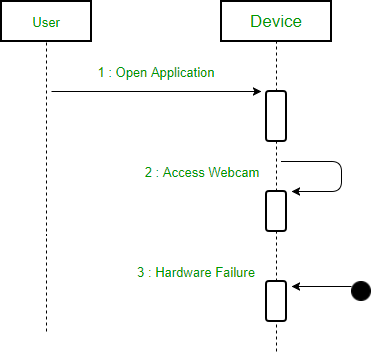 User
Device
1 : Open Application
2 : Access Webcam
3 : Hardware Failure